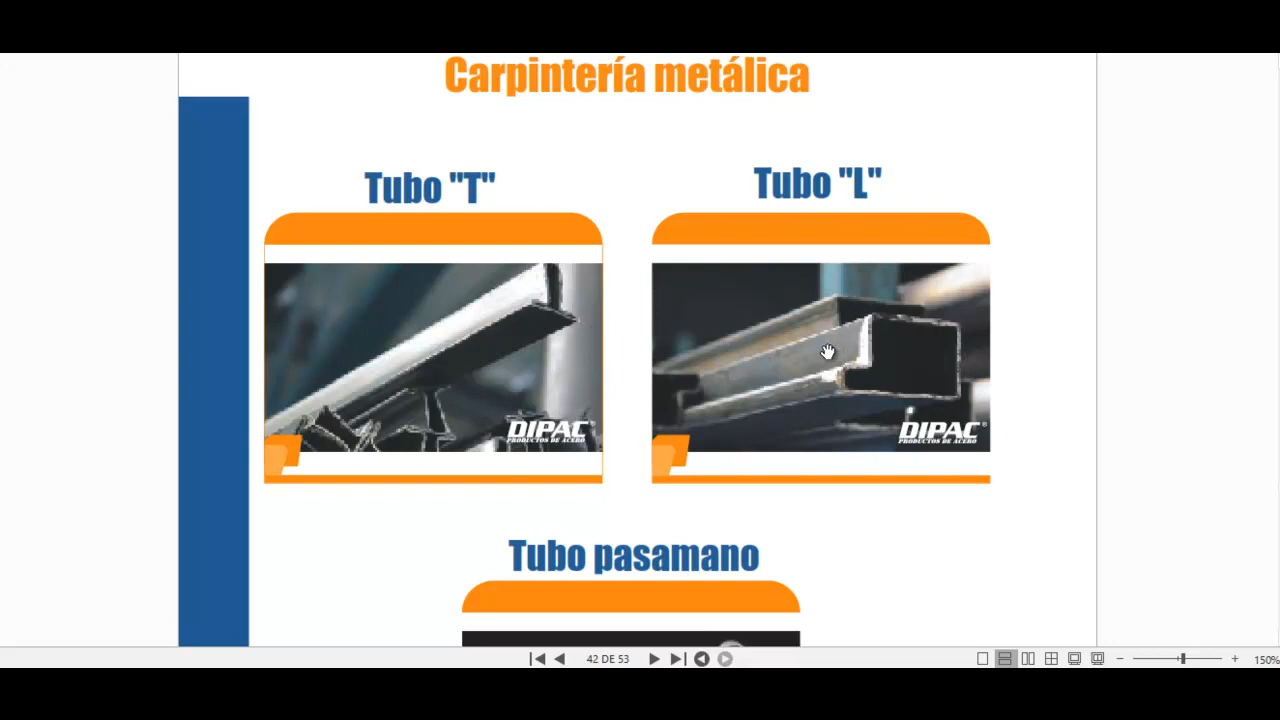 Carpintería metálica
Tubo "T"
Tubo "L"
DIPAC
PRODUCTOS DE ACERO
DIPAC®
PRODUCTOS DE ACERO
Tubo pasamano
42 DE 53
150%